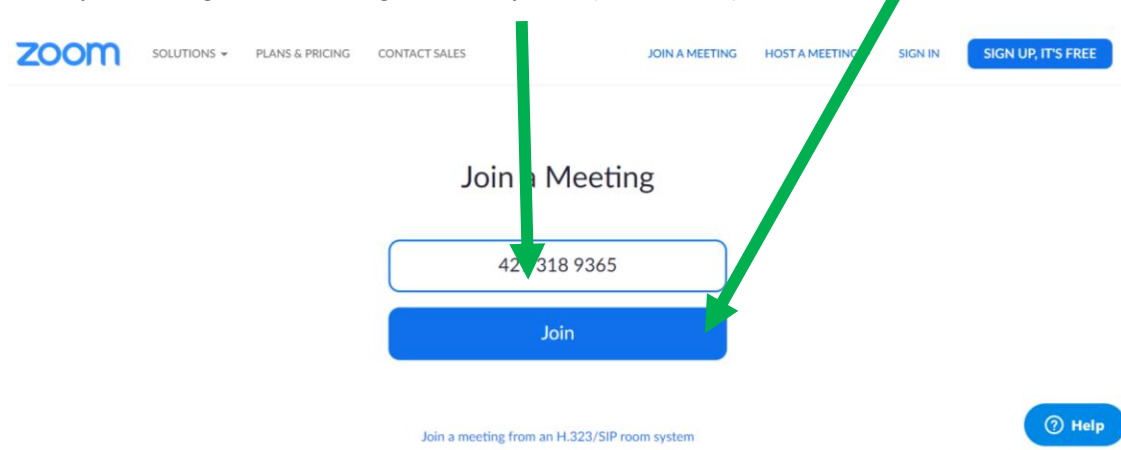 zoom SOLUTIONS PLANS & PRICING CONTACT SALES JOIN A MEETING HOST A MEETING SIGN IN SIGN UP, IT'S FREE
Join a Meeting
318 9365
Join
Join a meeting from an H.323/SIP room system
Help